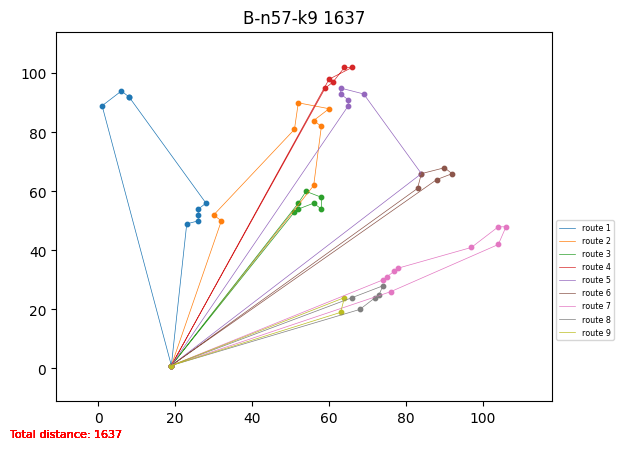 B-n57-k9 1637
100
80
60
40
20
0
0 20 40 60 80 100
route 1
route 2
route 3
route 4
route 5
route 6
route 7
route 8
route 9
Total distance: 1637